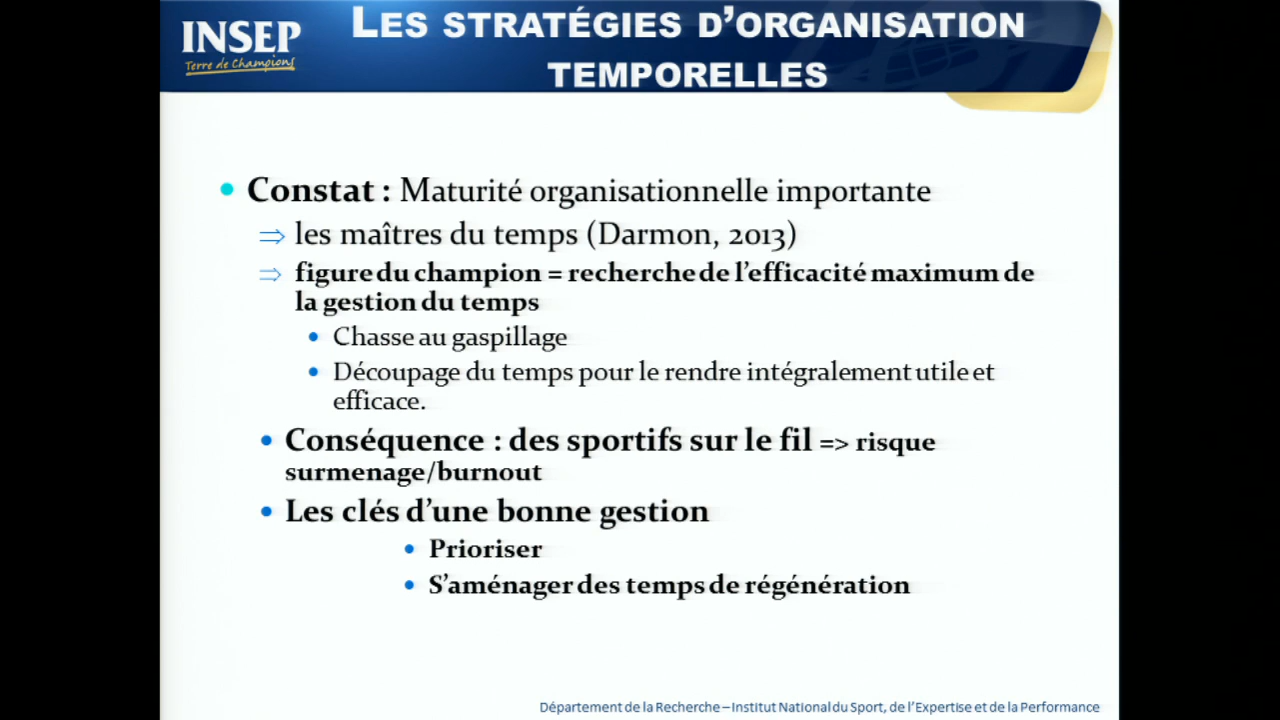 INSEP
Terre de Champions
LES STRATÉGIES D’ORGANISATION
TEMPORELLES
• Constat : Maturité organisationnelle importante
⇒ les maîtres du temps (Darmon, 2013)
⇒ figure du champion = recherche de l’efficacité maximum de
la gestion du temps
• Chasse au gaspillage
• Découpage du temps pour le rendre intégralement utile et
efficace.
• Conséquence : des sportifs sur le fil => risque
surmenage/burnout
• Les clés d’une bonne gestion
• Prioriser
• S’aménager des temps de régénération
Département de la Recherche – Institut National du Sport, de l’Expertise et de la Performance